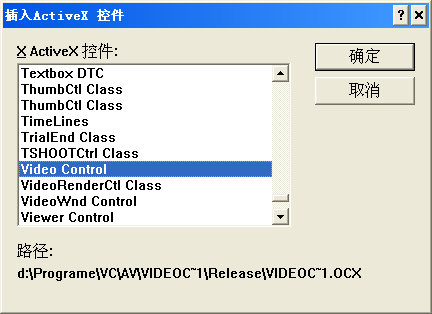 插入ActiveX 控件
X ActiveX 控件:
Textbox DTC
ThumbCtl Class
ThumbCtl Class
TimeLines
TrialEnd Class
TSHOOTCtrl Class
Video Control
VideoRenderCtl Class
VideoWnd Control
Viewer Control
确定
取消
路径:
d:\Programe\VC\AV\VIDEOC~1\Release\VIDEOC~1.OCX